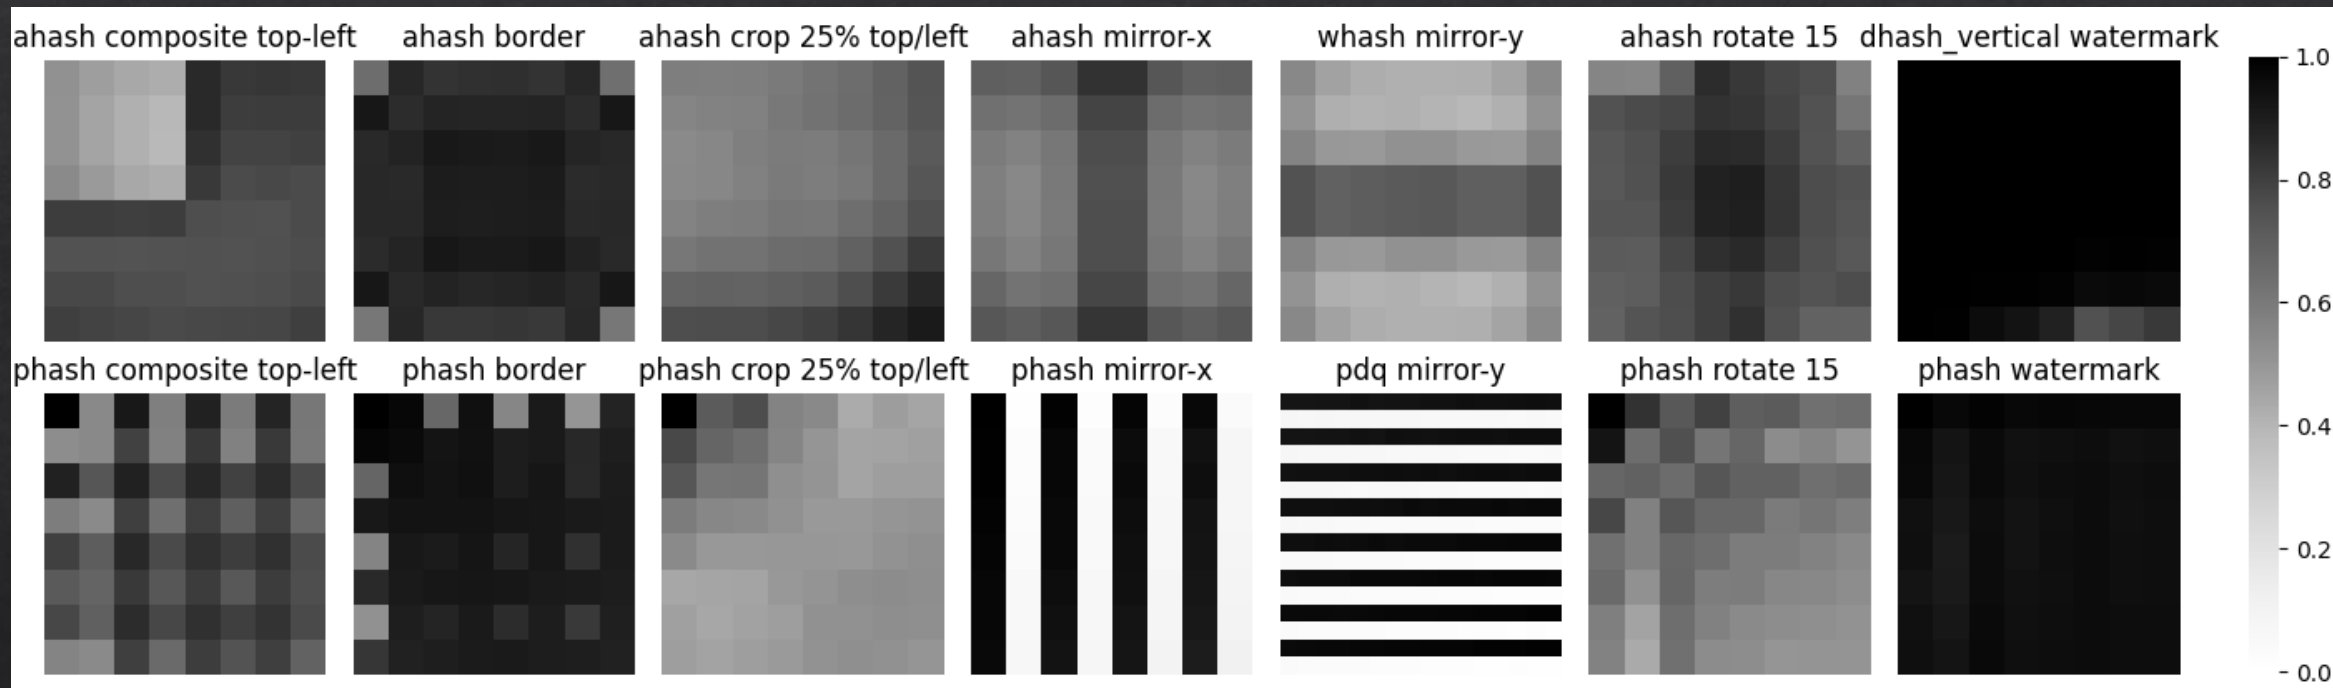 ahash composite top-left
ahash border
ahash crop 25% top/left
ahash mirror-x
whash mirror-y
ahash rotate 15
dhash_vertical watermark
phash composite top-left
phash border
phash crop 25% top/left
phash mirror-x
pdq mirror-y
phash rotate 15
phash watermark
1.0
0.8
0.6
0.4
0.2
0.0